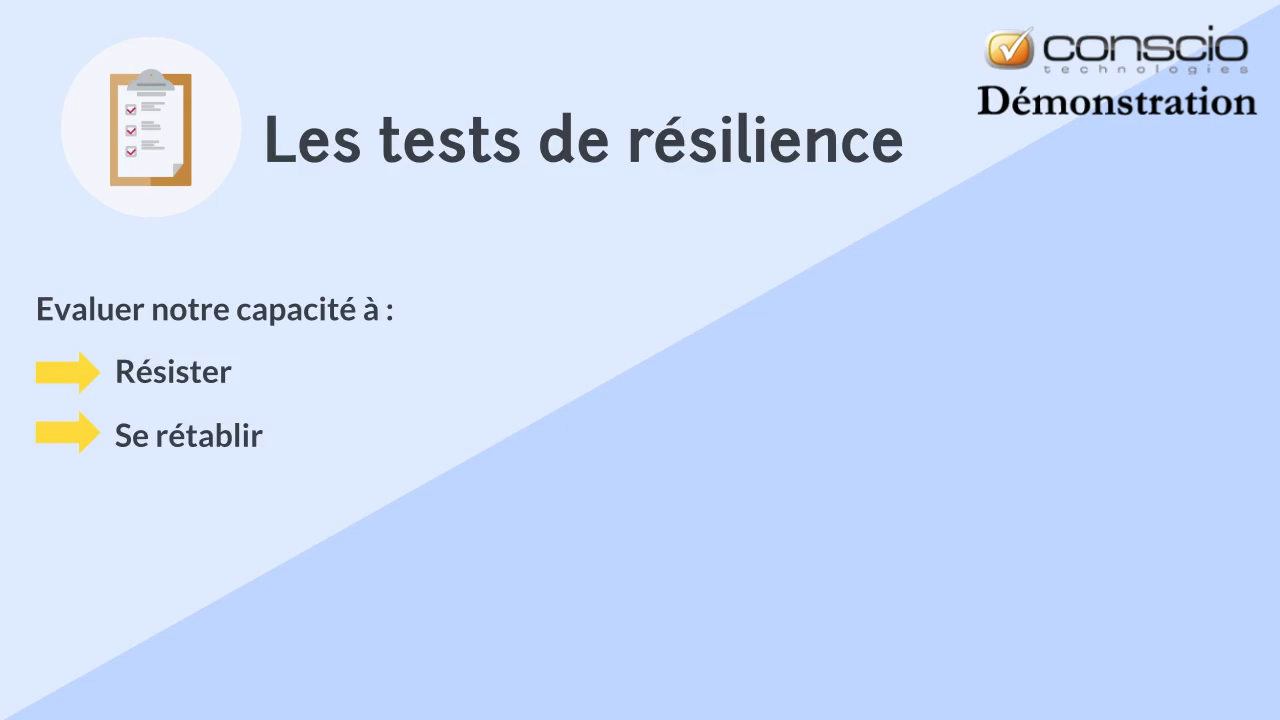 conscio
technologies
Démonstration
Les tests de résilience
Evaluer notre capacité à :
Résister
Se rétablir